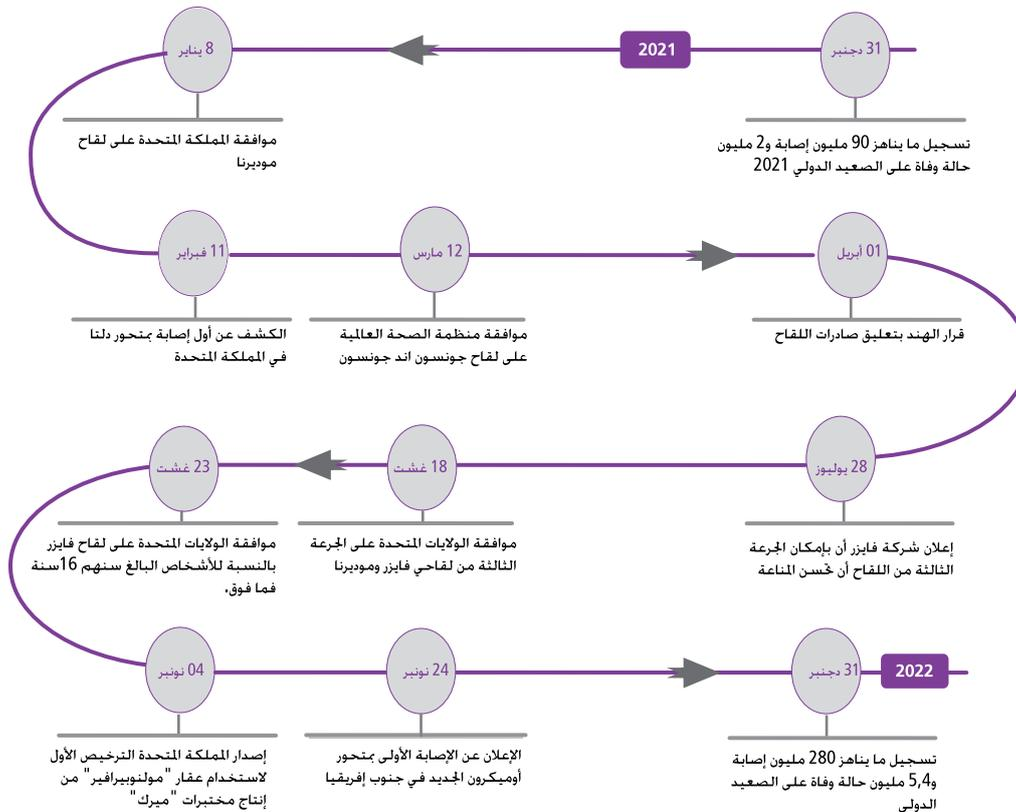 31 دجنبر
2021
8 يناير
تسجيل ما يناهز 90 مليون إصابة و2 مليون
حالة وفاة على الصعيد الدولي 2021
موافقة المملكة المتحدة على لقاح
موديرنا
11 فبراير
12 مارس
01 أبريل
الكشف عن أول إصابة بمتحور دلتا
في المملكة المتحدة
موافقة منظمة الصحة العالمية
على لقاح جونسون اند جونسون
قرار الهند بتعليق صادرات اللقاح
28 يوليوز
18 غشت
23 غشت
إعلان شركة فايزر أن بإمكان الجرعة
الثالثة من اللقاح أن تحسن المناعة
موافقة الولايات المتحدة على الجرعة
الثالثة من لقاحي فايزر وموديرنا
موافقة الولايات المتحدة على لقاح فايزر
بالنسبة للأشخاص البالغ سنهم 16سنة
فما فوق.
04 نونبر
24 نونبر
31 دجنبر
2022
إصدار المملكة المتحدة الترخيص الأول
لاستخدام عقار "مولنوبيرافير" من
إنتاج مختبرات "ميرك"
الإعلان عن الإصابة الأولى بمتحور
أوميكرون الجديد في جنوب إفريقيا
تسجيل ما يناهز 280 مليون إصابة
و5,4 مليون حالة وفاة على الصعيد
الدولي